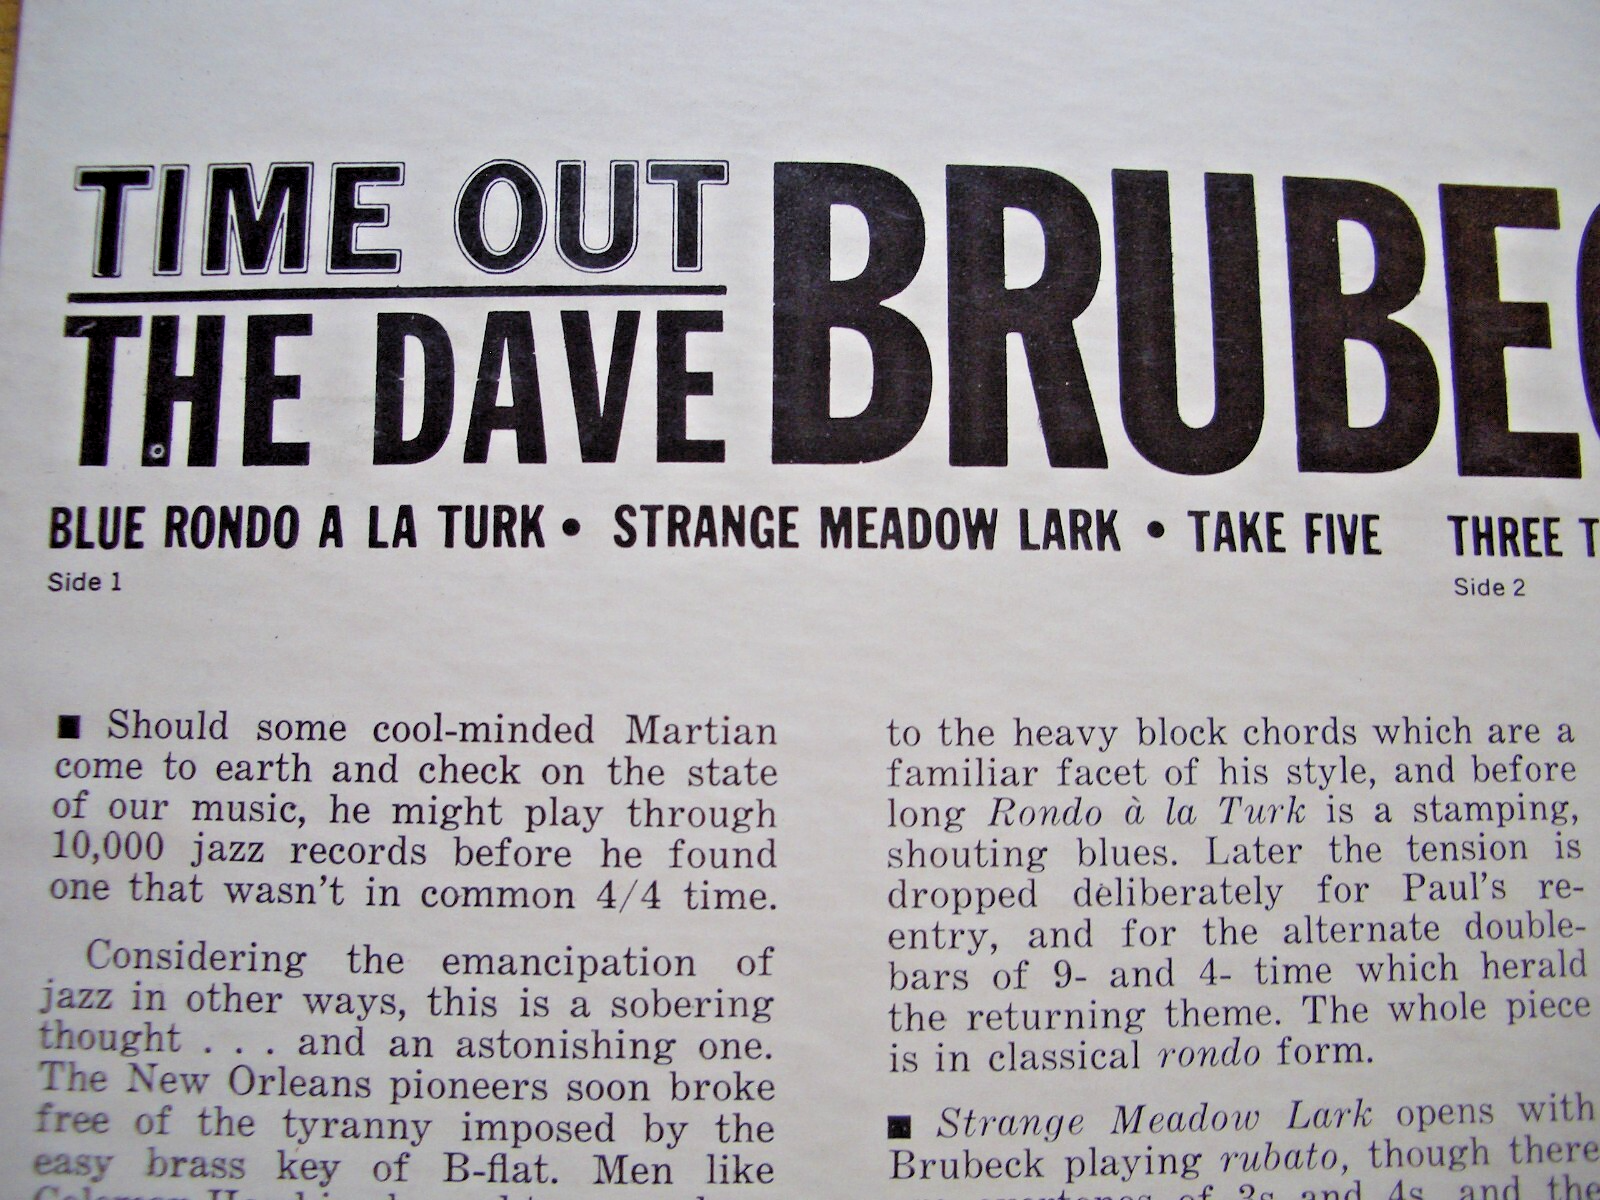 TIME OUT
THE DAVE BRUBEC
BLUE RONDO A LA TURK • STRANGE MEADOW LARK • TAKE FIVE THREE T
Side 1 Side 2
■ Should some cool-minded Martian
come to earth and check on the state
of our music, he might play through
10,000 jazz records before he found
one that wasn't in common 4/4 time.
Considering the emancipation of
jazz in other ways, this is a sobering
thought . . . and an astonishing one.
The New Orleans pioneers soon broke
free of the tyranny imposed by the
easy brass key of B-flat. Men like
to the heavy block chords which are a
familiar facet of his style, and before
long Rondo à la Turk is a stamping,
shouting blues. Later the tension is
dropped deliberately for Paul's re-
entry, and for the alternate double-
bars of 9- and 4- time which herald
the returning theme. The whole piece
is in classical rondo form.
■ Strange Meadow Lark opens with
Brubeck playing rubato, though there
of 3s and 4s, and the